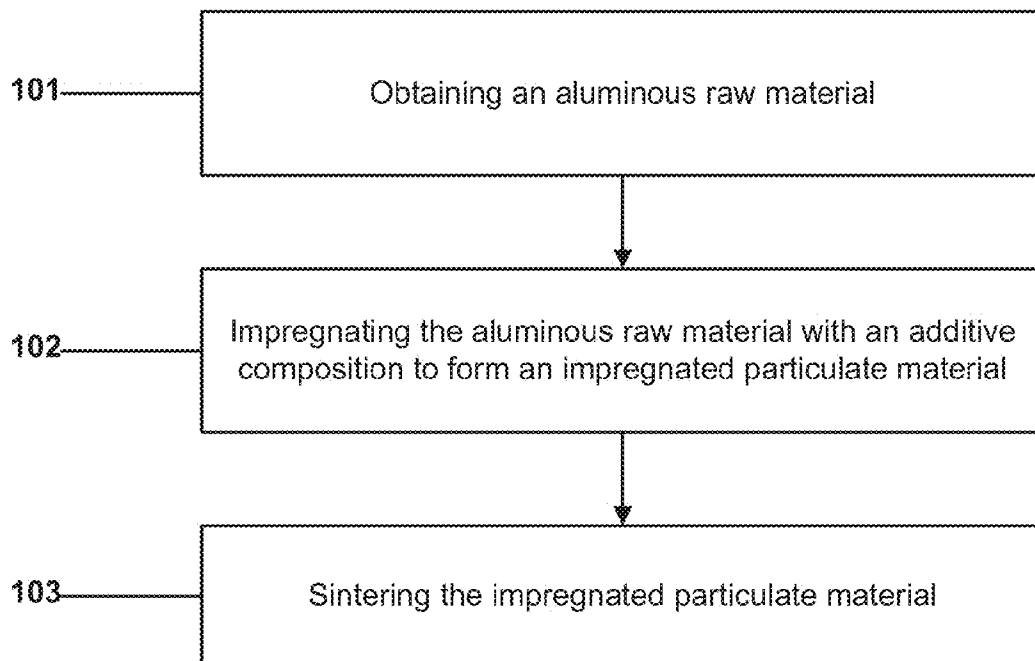 101
Obtaining an aluminous raw material
102
Impregnating the aluminous raw material with an additive
composition to form an impregnated particulate material
103
Sintering the impregnated particulate material